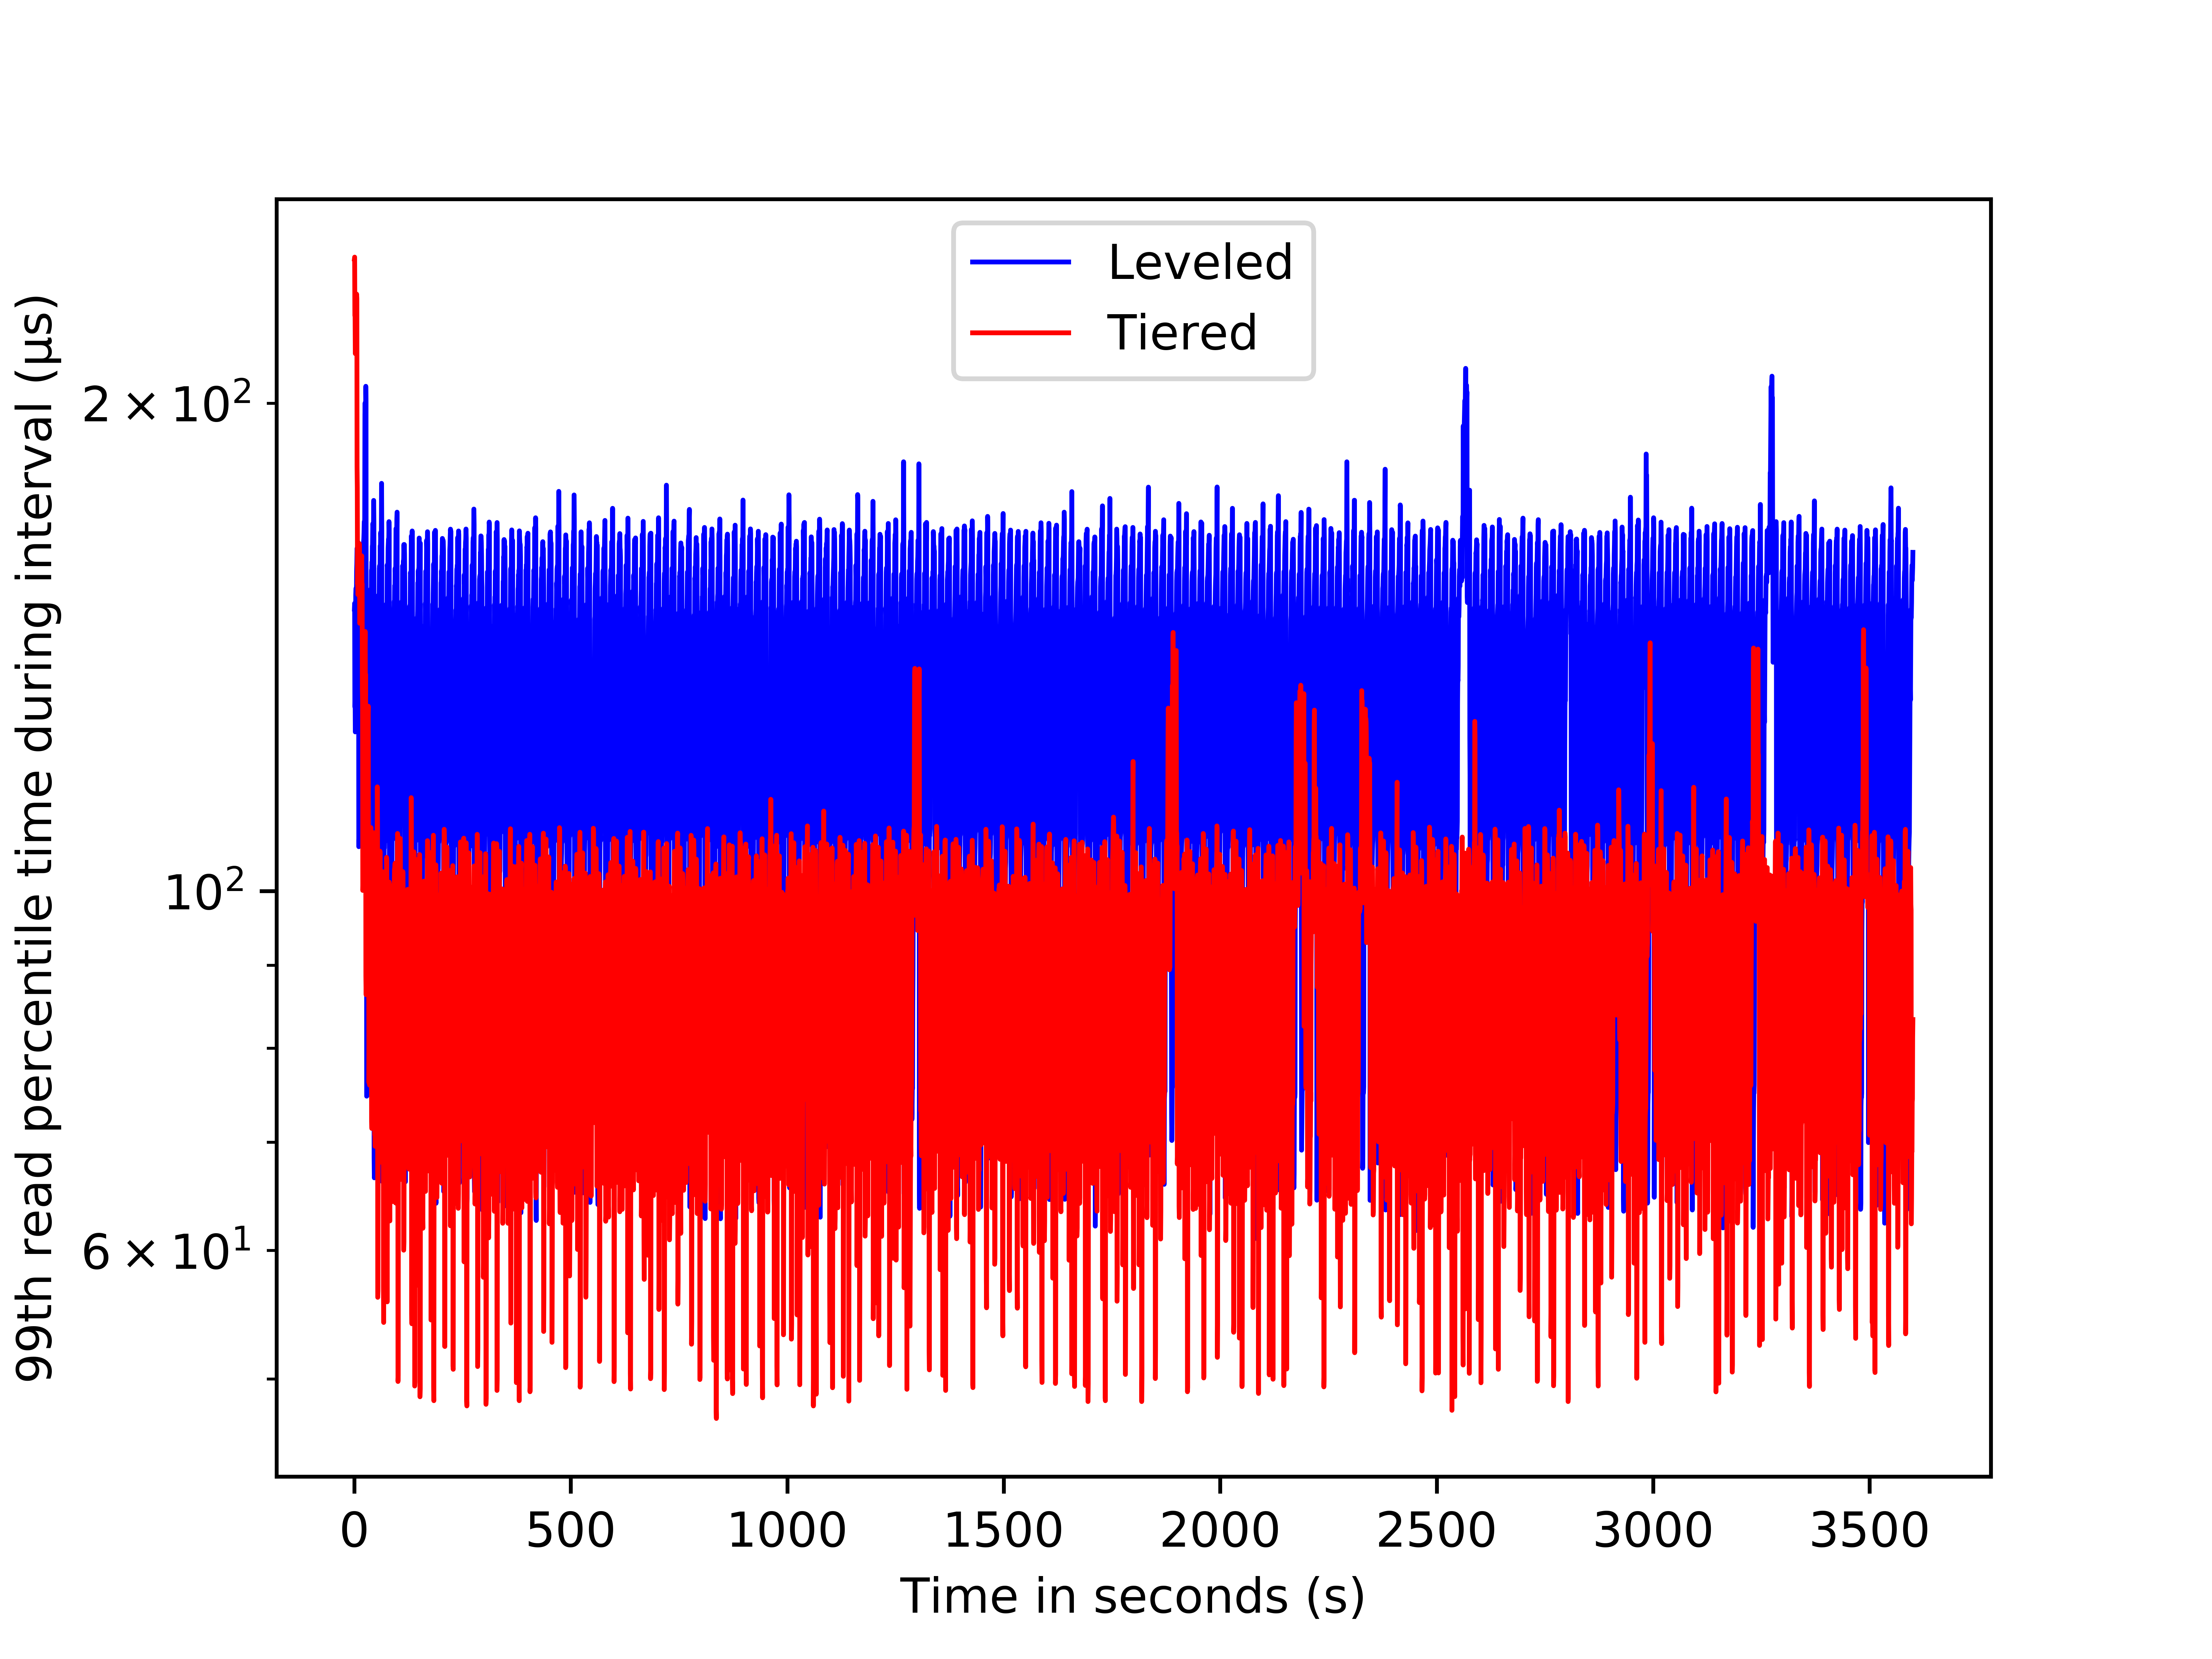 Leveled
Tiered
99th read percentile time during interval (µs)
2 × 10²
10²
6 × 10¹
0 500 1000 1500 2000 2500 3000 3500
Time in seconds (s)